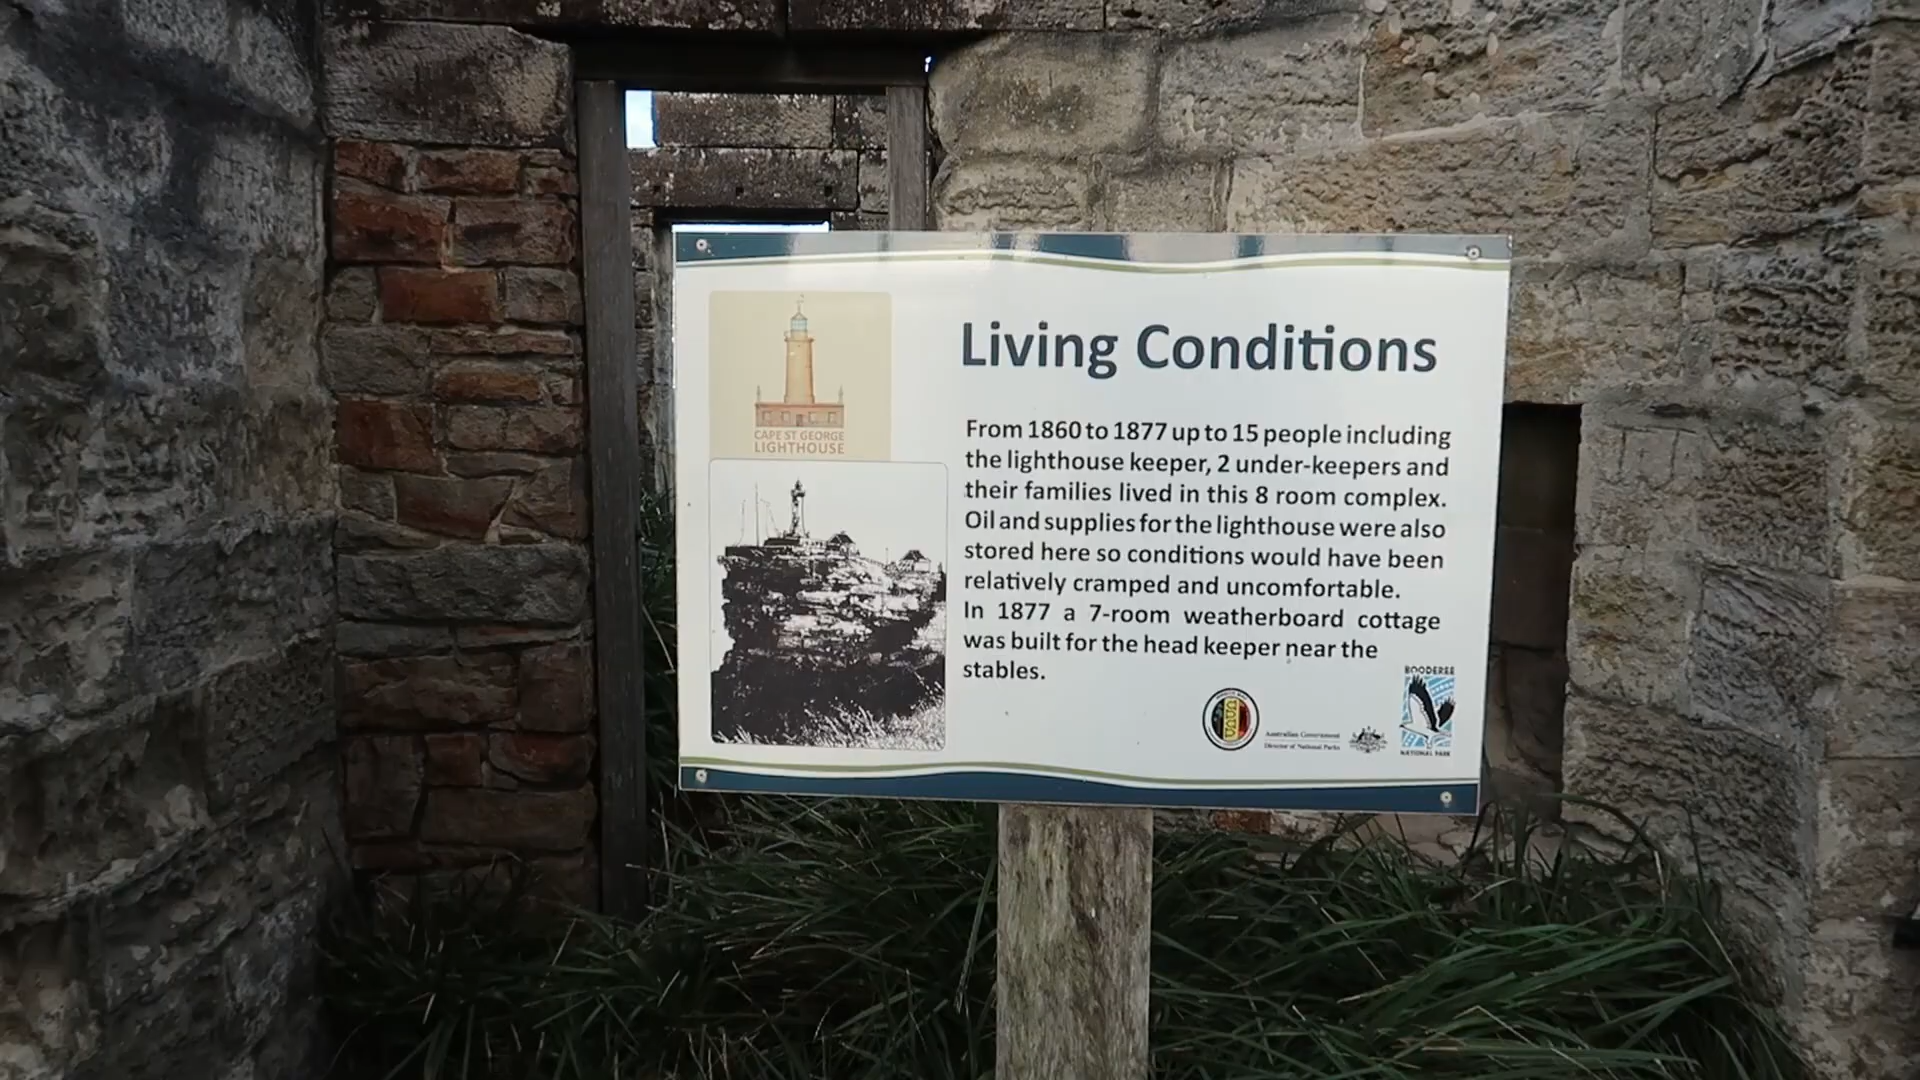 Living Conditions
CAPE ST GEORGE
LIGHTHOUSE
From 1860 to 1877 up to 15 people including
the lighthouse keeper, 2 under-keepers and
their families lived in this 8 room complex.
Oil and supplies for the lighthouse were also
stored here so conditions would have been
relatively cramped and uncomfortable.
In 1877 a 7-room weatherboard cottage
was built for the head keeper near the
stables.
Australian Government
Director of National Parks
BOODEREE
NATIONAL PARK